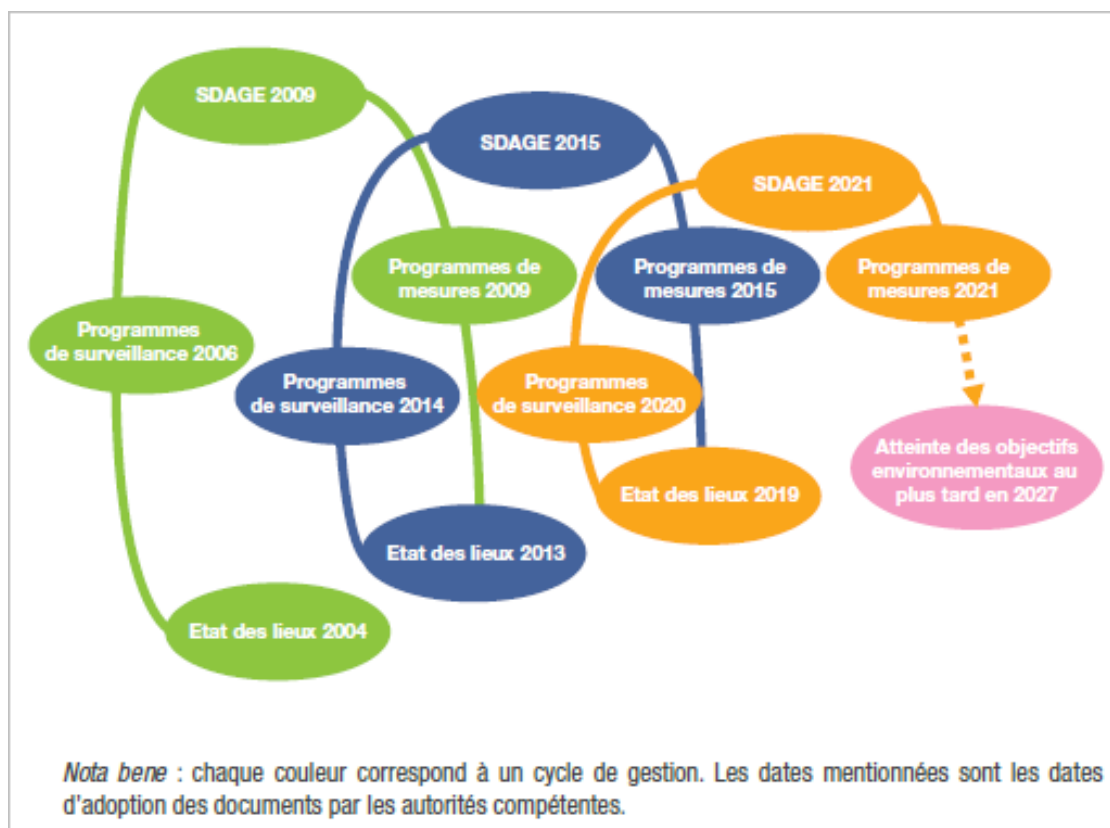 SDAGE 2009
SDAGE 2015
SDAGE 2021
Programmes de
mesures 2009
Programmes de
mesures 2015
Programmes de
mesures 2021
Programmes
de surveillance 2006
Programmes
de surveillance 2014
Programmes
de surveillance 2020
Atteinte des objectifs
environnementaux au
plus tard en 2027
Etat des lieux 2019
Etat des lieux 2013
Etat des lieux 2004
Nota bene : chaque couleur correspond à un cycle de gestion. Les dates mentionnées sont les dates
d'adoption des documents par les autorités compétentes.